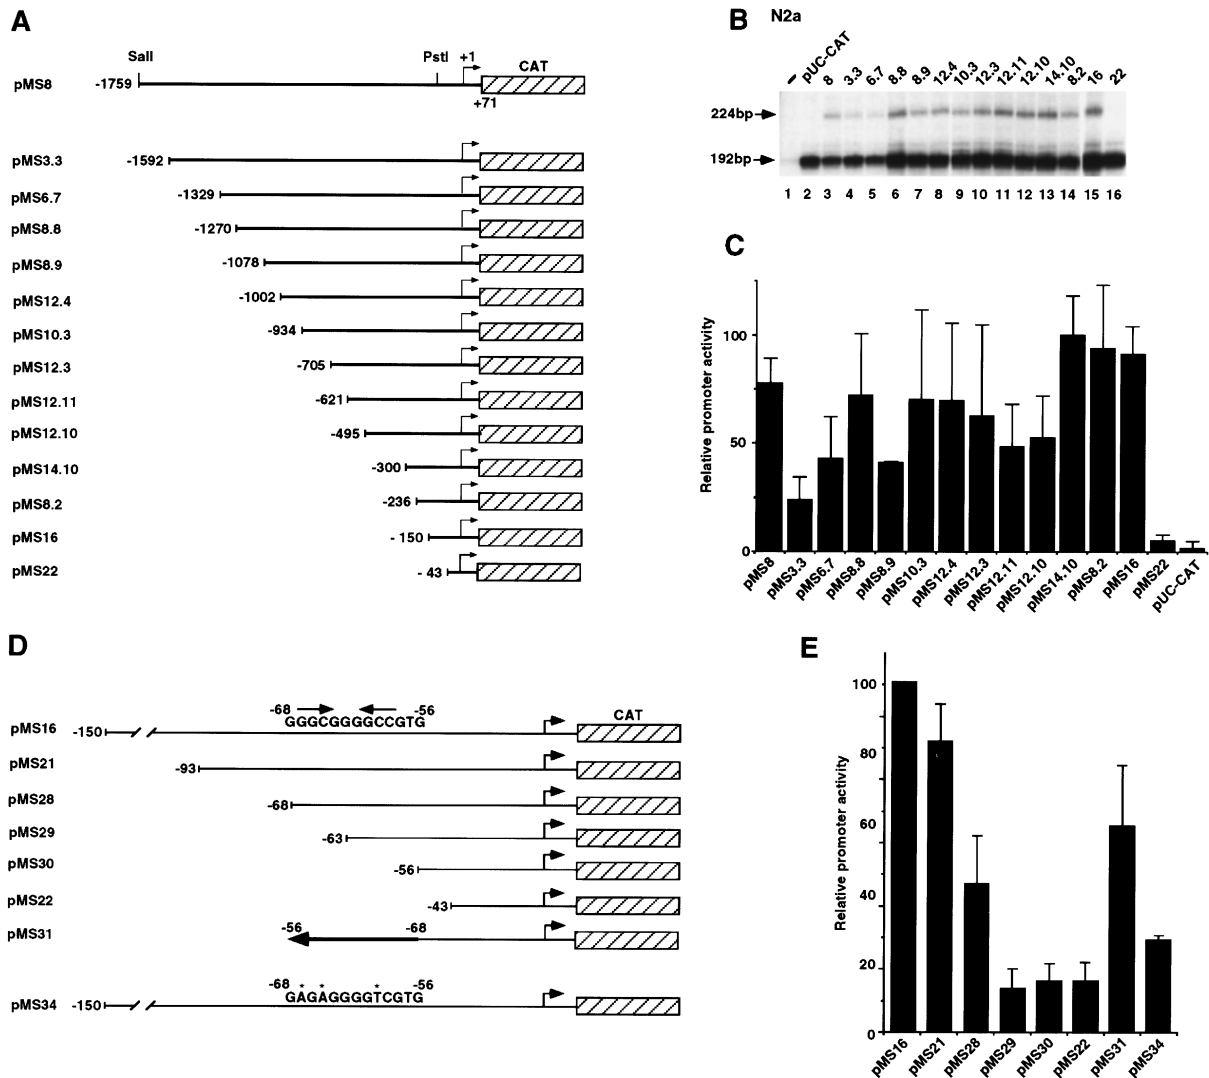 A
SalI PstI +1 CAT
pMS8 -1759
+71
pMS3.3 -1592
pMS6.7 -1329
pMS8.8 -1270
pMS8.9 -1078
pMS12.4 -1002
pMS10.3 -934
pMS12.3 -705
pMS12.11 -621
pMS12.10 -495
pMS14.10 -300
pMS8.2 -236
pMS16 - 150
pMS22 - 43
B N2a
- pUC-CAT 8 3.3 6.7 8.8 8.9 12.4 10.3 12.3 12.11 12.10 14.10 8.2 16 22
224bp
192bp
1 2 3 4 5 6 7 8 9 10 11 12 13 14 15 16
C
Relative promoter activity
100
50
0
pMS8 pMS3.3 pMS6.7 pMS8.8 pMS8.9 pMS10.3 pMS12.4 pMS12.3 pMS12.11 pMS12.10 pMS14.10 pMS8.2 pMS16 pMS22 pUC-CAT
D
-68 -56
GGGCGGGGCCGTG CAT
pMS16 -150
pMS21 -93
pMS28 -68
pMS29 -63
pMS30 -56
pMS22 -43
pMS31 -56 -68
-68 * * * -56
GAGAGGGGTCGTG
pMS34 -150
E
Relative promoter activity
100
80
60
40
20
0
pMS16 pMS21 pMS28 pMS29 pMS30 pMS22 pMS31 pMS34